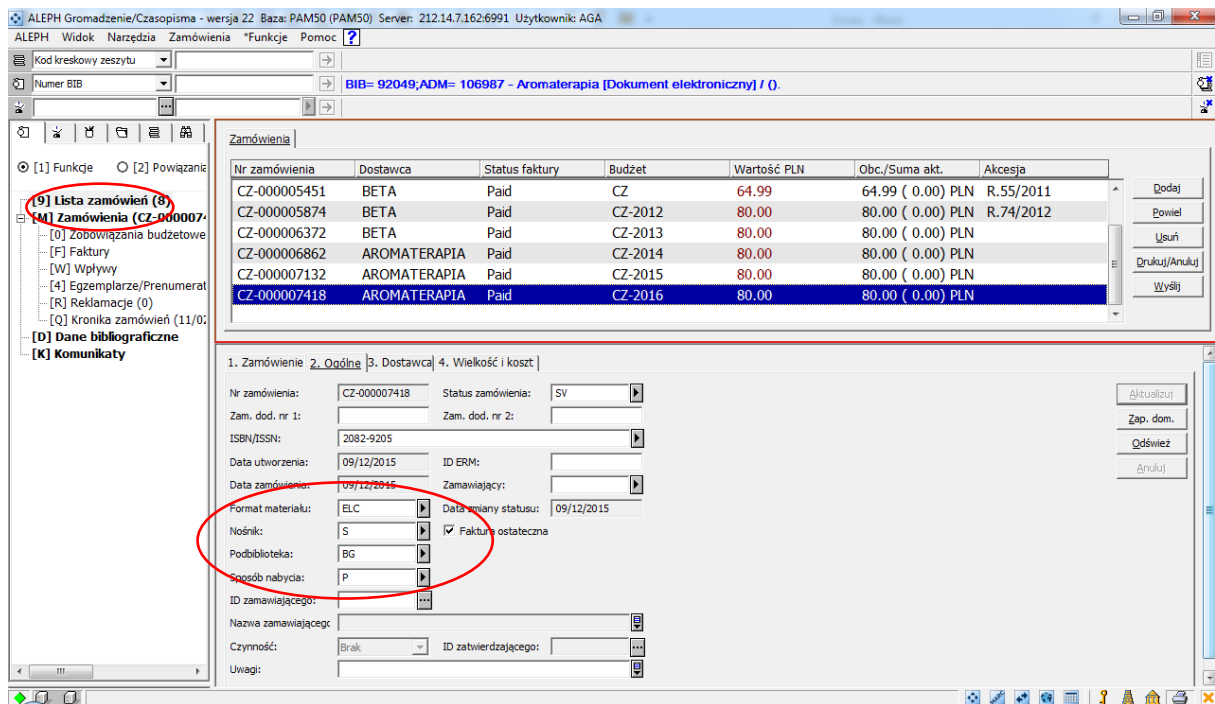 ALEPH Gromadzenie/Czasopisma - wersja 22 Baza: PAM50 (PAM50) Server: 212.14.7.162:6991 Użytkownik: AGA
ALEPH Widok Narzędzia Zamówienia *Funkcje Pomoc ?
Kod kreskowy zeszytu
Numer BIB BIB= 92049;ADM= 106987 - Aromaterapia [Dokument elektroniczny] / ().
[1] Funkcje [2] Powiązania
[9] Lista zamówień (8)
[M] Zamówienia (CZ-0000074
[0] Zobowiązania budżetowe
[F] Faktury
[W] Wpływy
[4] Egzemplarze/Prenumerat
[R] Reklamacje (0)
[Q] Kronika zamówień (11/02
[D] Dane bibliograficzne
[K] Komunikaty
Zamówienia
Nr zamówienia Dostawca Status faktury Budżet Wartość PLN Obc./Suma akt. Akcesja
CZ-000005451 BETA Paid CZ 64.99 64.99 ( 0.00) PLN R.55/2011
CZ-000005874 BETA Paid CZ-2012 80.00 80.00 ( 0.00) PLN R.74/2012
CZ-000006372 BETA Paid CZ-2013 80.00 80.00 ( 0.00) PLN
CZ-000006862 AROMATERAPIA Paid CZ-2014 80.00 80.00 ( 0.00) PLN
CZ-000007132 AROMATERAPIA Paid CZ-2015 80.00 80.00 ( 0.00) PLN
CZ-000007418 AROMATERAPIA Paid CZ-2016 80.00 80.00 ( 0.00) PLN
Dodaj
Powiel
Usuń
Drukuj/Anuluj
Wyślij
1. Zamówienie 2. Ogólne 3. Dostawca 4. Wielkość i koszt
Nr zamówienia: CZ-000007418 Status zamówienia: SV
Zam. dod. nr 1: Zam. dod. nr 2:
ISBN/ISSN: 2082-9205
Data utworzenia: 09/12/2015 ID ERM:
Data zamówienia: 09/12/2015 Zamawiający:
Format materiału: ELC Data zmiany statusu: 09/12/2015
Nośnik: S Faktura ostateczna
Podbiblioteka: BG
Sposób nabycia: P
ID zamawiającego:
Nazwa zamawiającegc
Czynność: Brak ID zatwierdzającego:
Uwagi:
Aktualizuj
Zap. dom.
Odśwież
Anuluj